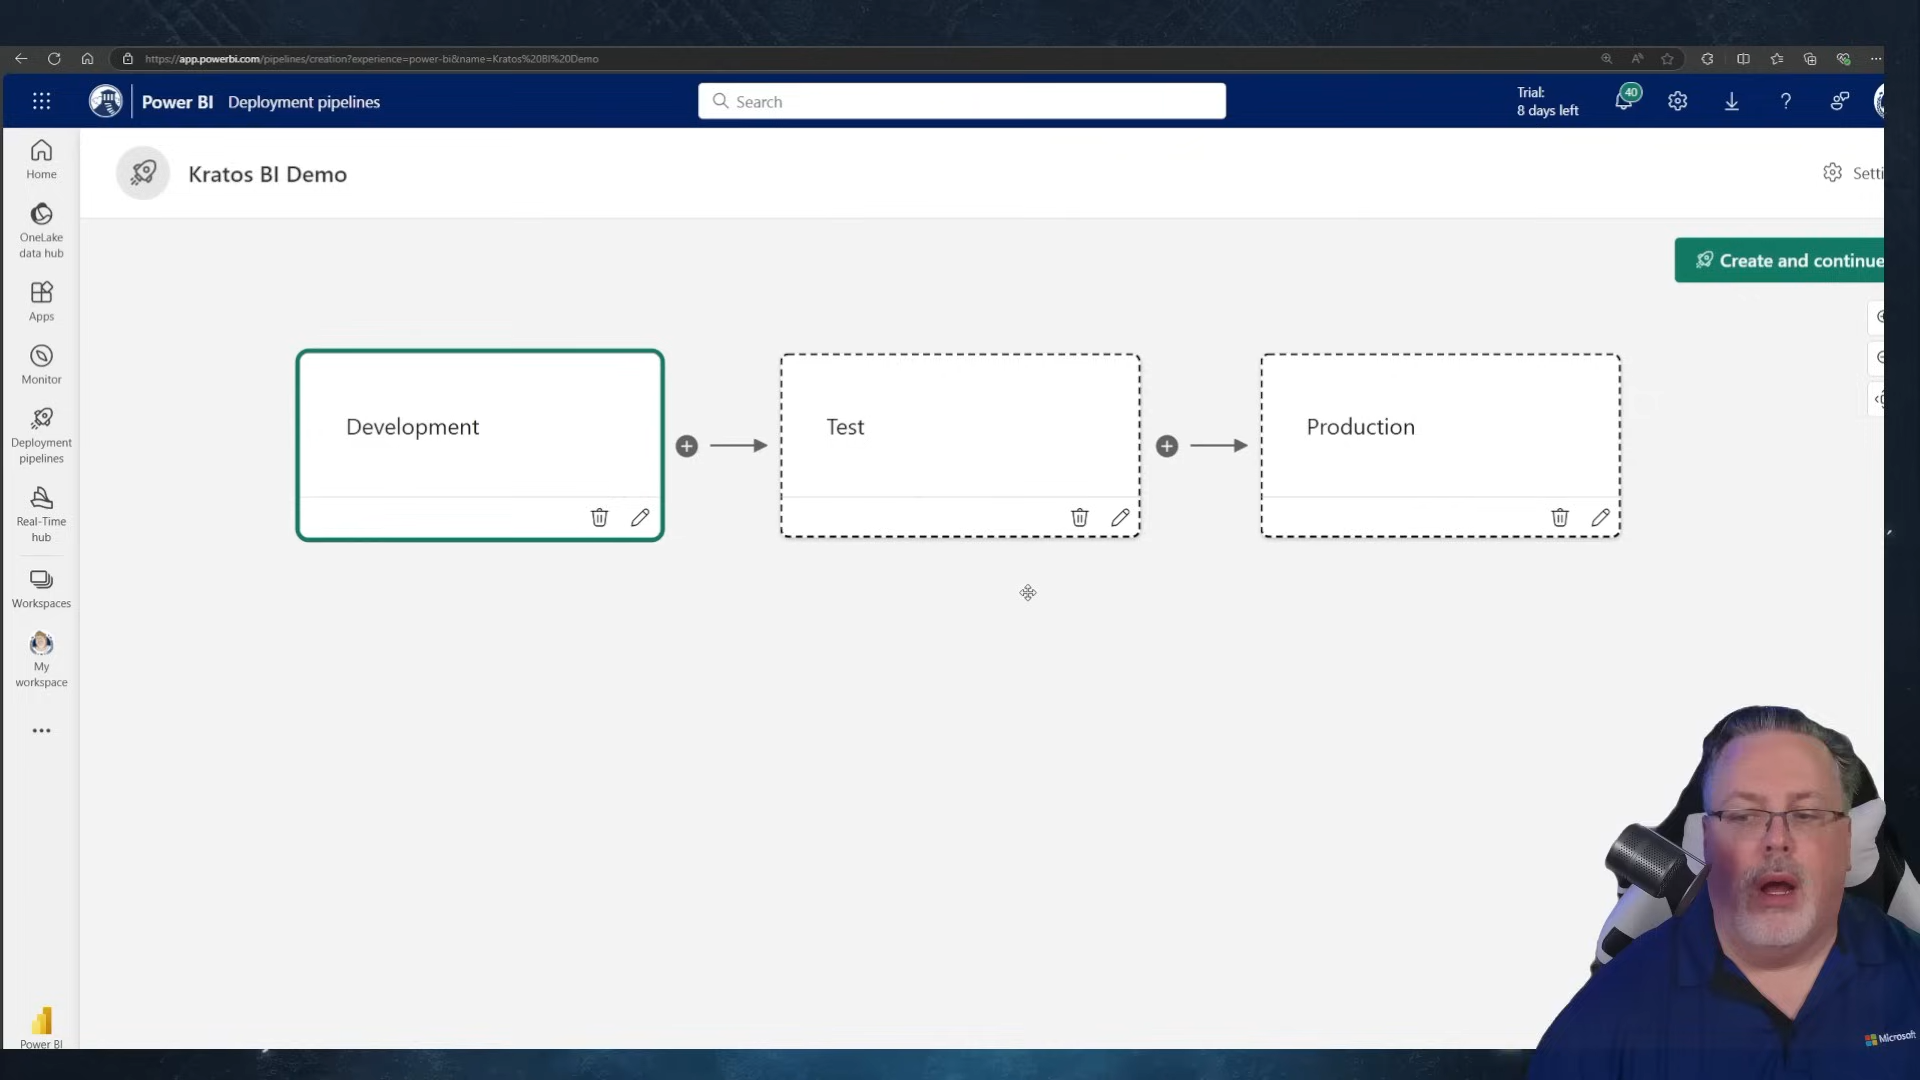 https://app.powerbi.com/pipelines/creation?experience=power-bi&name=Kratos%20BI%20Demo
Power BI Deployment pipelines
Search
Trial:
8 days left
40
Home
OneLake
data hub
Apps
Monitor
Deployment
pipelines
Real-Time
hub
Workspaces
My
workspace
Power BI
Kratos BI Demo
Setti
Create and continue
Development
Test
Production
Microsoft